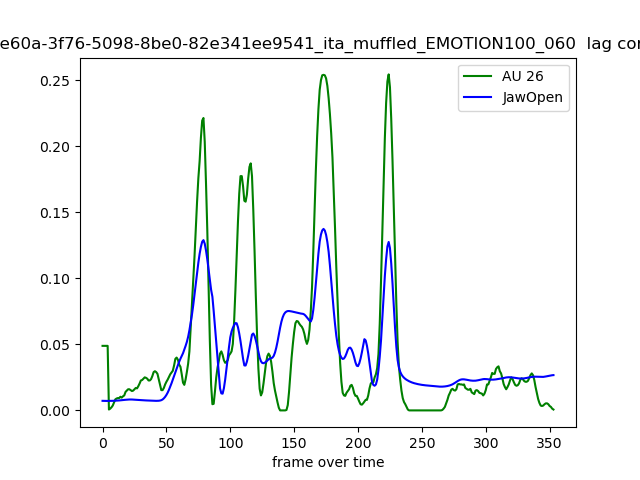 e60a-3f76-5098-8be0-82e341ee9541_ita_muffled_EMOTION100_060 lag
AU 26
JawOpen
0.25
0.20
0.15
0.10
0.05
0.00
0 50 100 150 200 250 300 350
frame over time